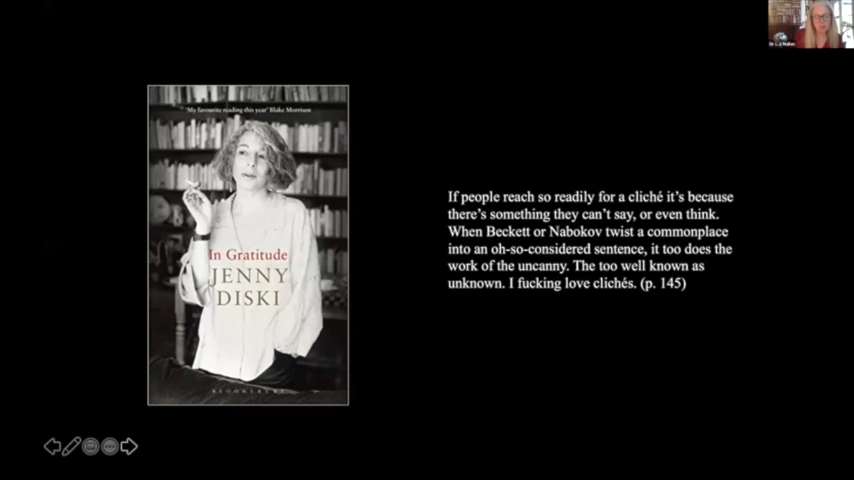 'My favourite reading this year' Blake Morrison
In Gratitude
JENNY
DISKI
BLOOMSBURY
If people reach so readily for a cliché it's because
there's something they can't say, or even think.
When Beckett or Nabokov twist a commonplace
into an oh-so-considered sentence, it too does the
work of the uncanny. The too well known as
unknown. I fucking love clichés. (p. 145)